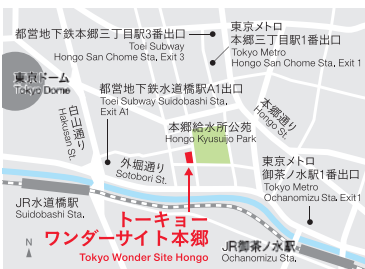 都営地下鉄本郷三丁目駅3番出口
Toei Subway
Hongo San Chome Sta. Exit 3
東京メトロ
本郷三丁目駅1番出口
Tokyo Metro
Hongo San Chome Sta. Exit 1
東京ドーム
Tokyo Dome
都営地下鉄水道橋駅A1出口
Toei Subway Suidobashi Sta.
Exit A1
白山通り
Hakusan St.
本郷通り
Hongo St.
本郷給水所公苑
Hongo Kyusuijo Park
外堀通り
Sotobori St.
東京メトロ
御茶ノ水駅1番出口
Tokyo Metro
Ochanomizu Sta. Exit1
JR水道橋駅
Suidobashi Sta.
トーキョー
ワンダーサイト本郷
Tokyo Wonder Site Hongo
N
JR御茶ノ水駅
Ochanomizu Sta.